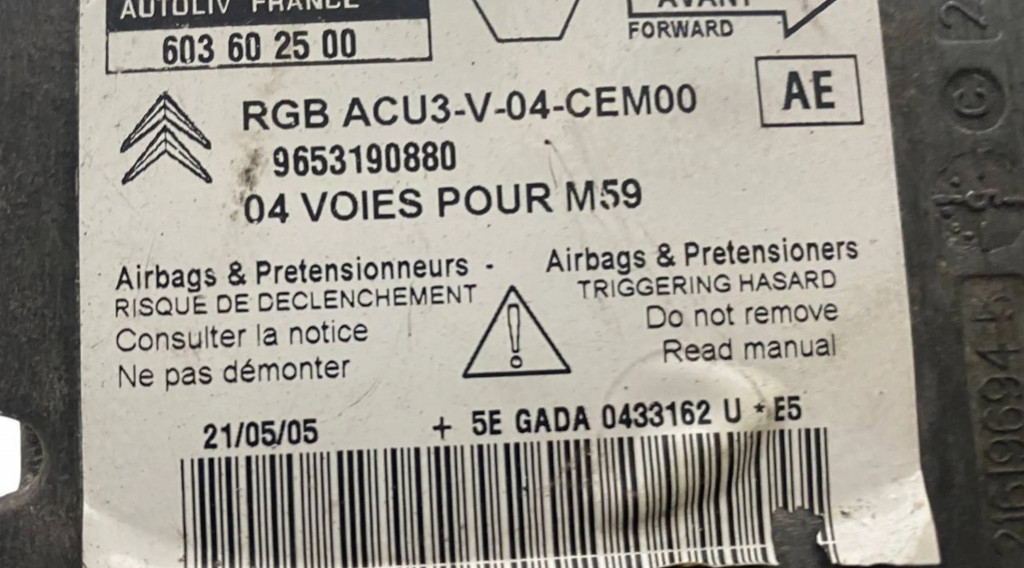 AUTOLIV FRANCE
603 60 25 00
AVANT
FORWARD
RGB ACU3-V-04-CEM00
AE
9653190880
04 VOIES POUR M59
Airbags & Pretensionneurs -
RISQUE DE DECLENCHEMENT
Consulter la notice
Ne pas démonter
Airbags & Pretensioners
TRIGGERING HASARD
Do not remove
Read manual
21/05/05
+ 5E GADA 0433162 U * E5